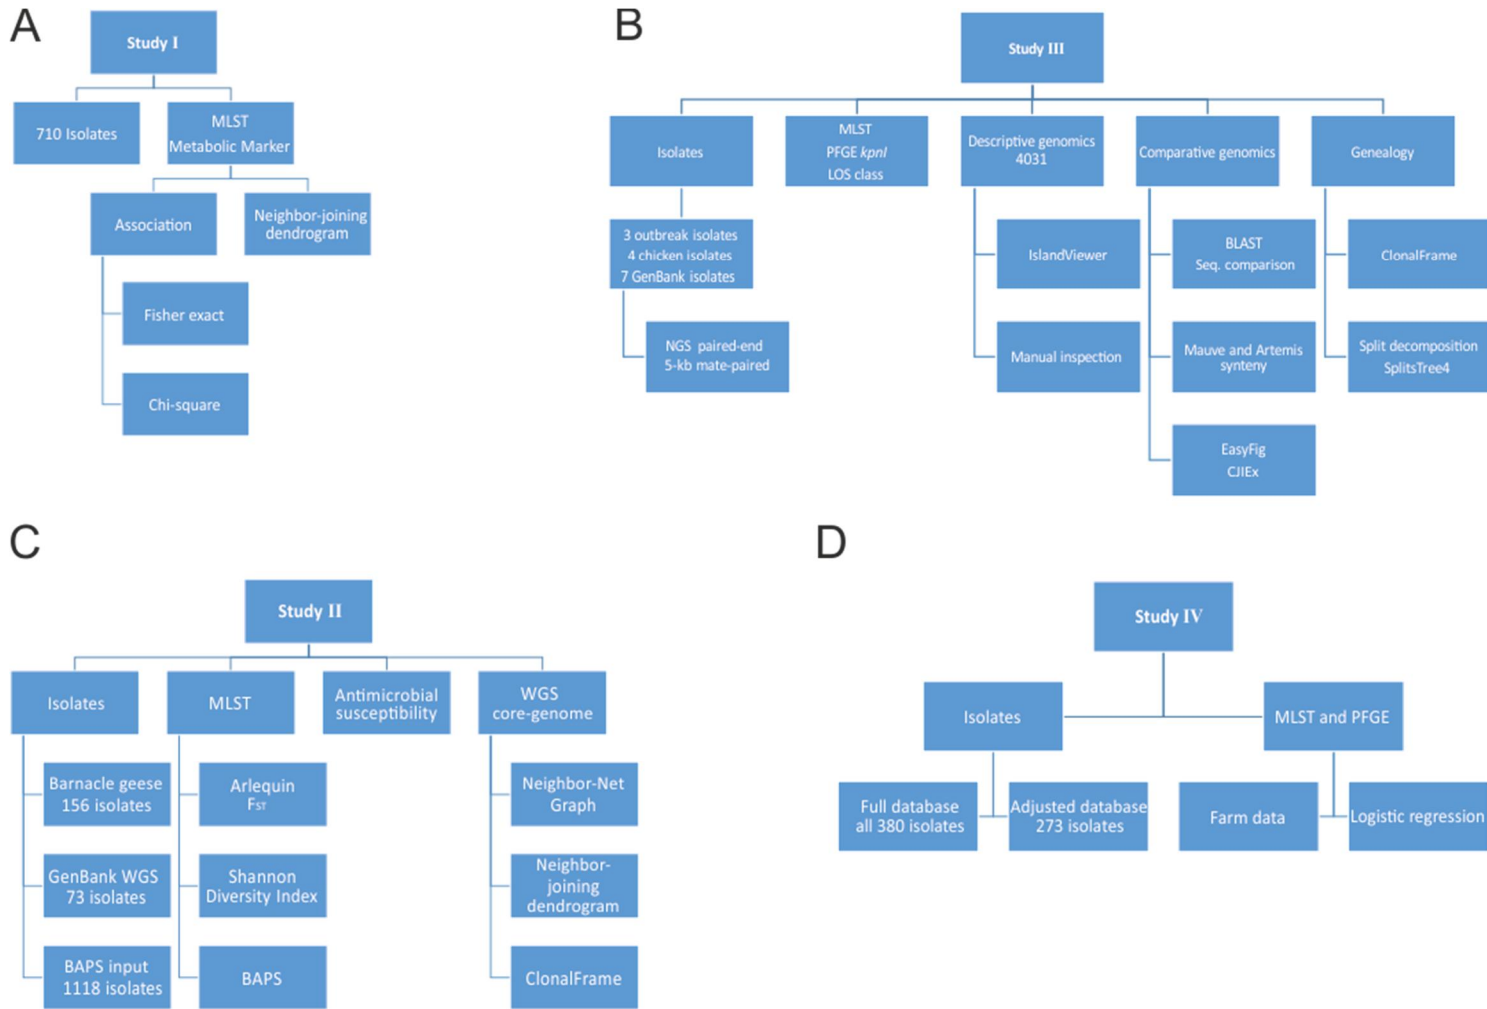 A
Study I
710 Isolates
MLST
Metabolic Marker
Association
Neighbor-joining
dendrogram
Fisher exact
Chi-square
B
Study III
Isolates
MLST
PFGE kpnI
LOS class
Descriptive genomics
4031
Comparative genomics
Genealogy
3 outbreak isolates
4 chicken isolates
7 GenBank isolates
IslandViewer
BLAST
Seq. comparison
ClonalFrame
NGS paired-end
5-kb mate-paired
Manual inspection
Mauve and Artemis
synteny
Split decomposition
SplitsTree4
EasyFig
CJIEx
C
Study II
Isolates
MLST
Antimicrobial
susceptibility
WGS
core-genome
Barnacle geese
156 isolates
Arlequin
FST
Neighbor-Net
Graph
GenBank WGS
73 isolates
Shannon
Diversity Index
Neighbor-
joining
dendrogram
BAPS input
1118 isolates
BAPS
ClonalFrame
D
Study IV
Isolates
MLST and PFGE
Full database
all 380 isolates
Adjusted database
273 isolates
Farm data
Logistic regression